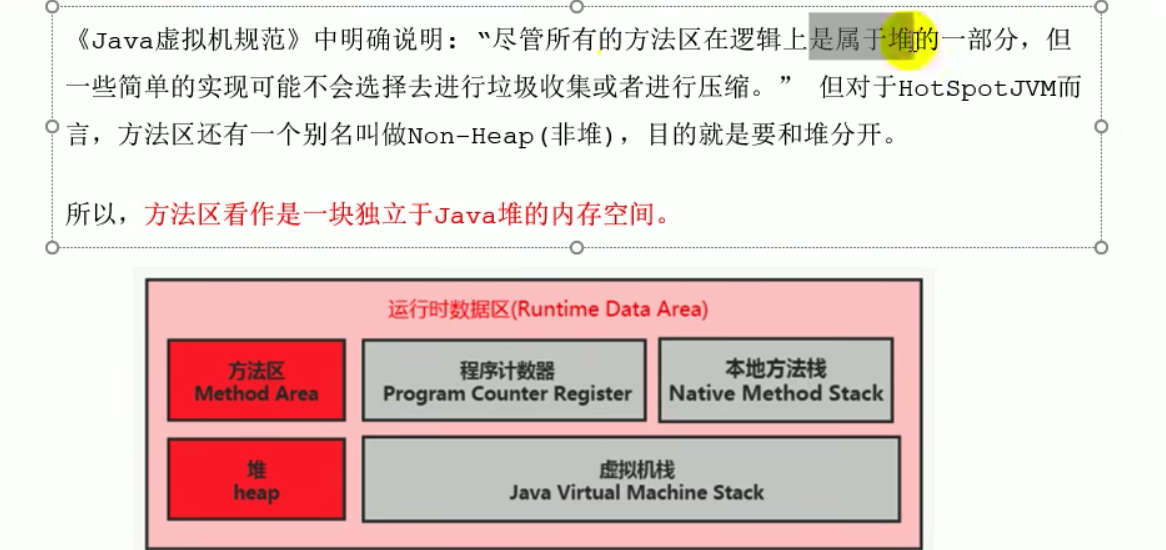 《Java虚拟机规范》中明确说明：“尽管所有的方法区在逻辑上是属于堆的一部分，但
一些简单的实现可能不会选择去进行垃圾收集或者进行压缩。” 但对于HotSpotJVM而
言，方法区还有一个别名叫做Non-Heap(非堆)，目的就是要和堆分开。
所以，方法区看作是一块独立于Java堆的内存空间。
运行时数据区(Runtime Data Area)
方法区
Method Area
程序计数器
Program Counter Register
本地方法栈
Native Method Stack
堆
heap
虚拟机栈
Java Virtual Machine Stack